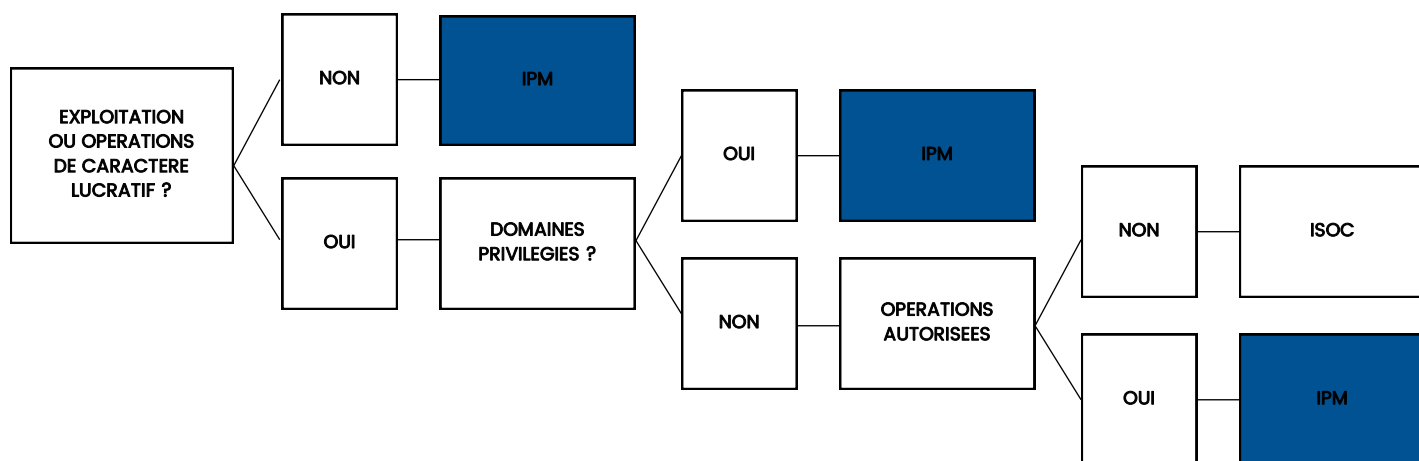 EXPLOITATION
OU OPERATIONS
DE CARACTERE
LUCRATIF ?
NON
IPM
OUI
DOMAINES
PRIVILEGIES ?
OUI
IPM
NON
OPERATIONS
AUTORISEES
NON
ISOC
OUI
IPM